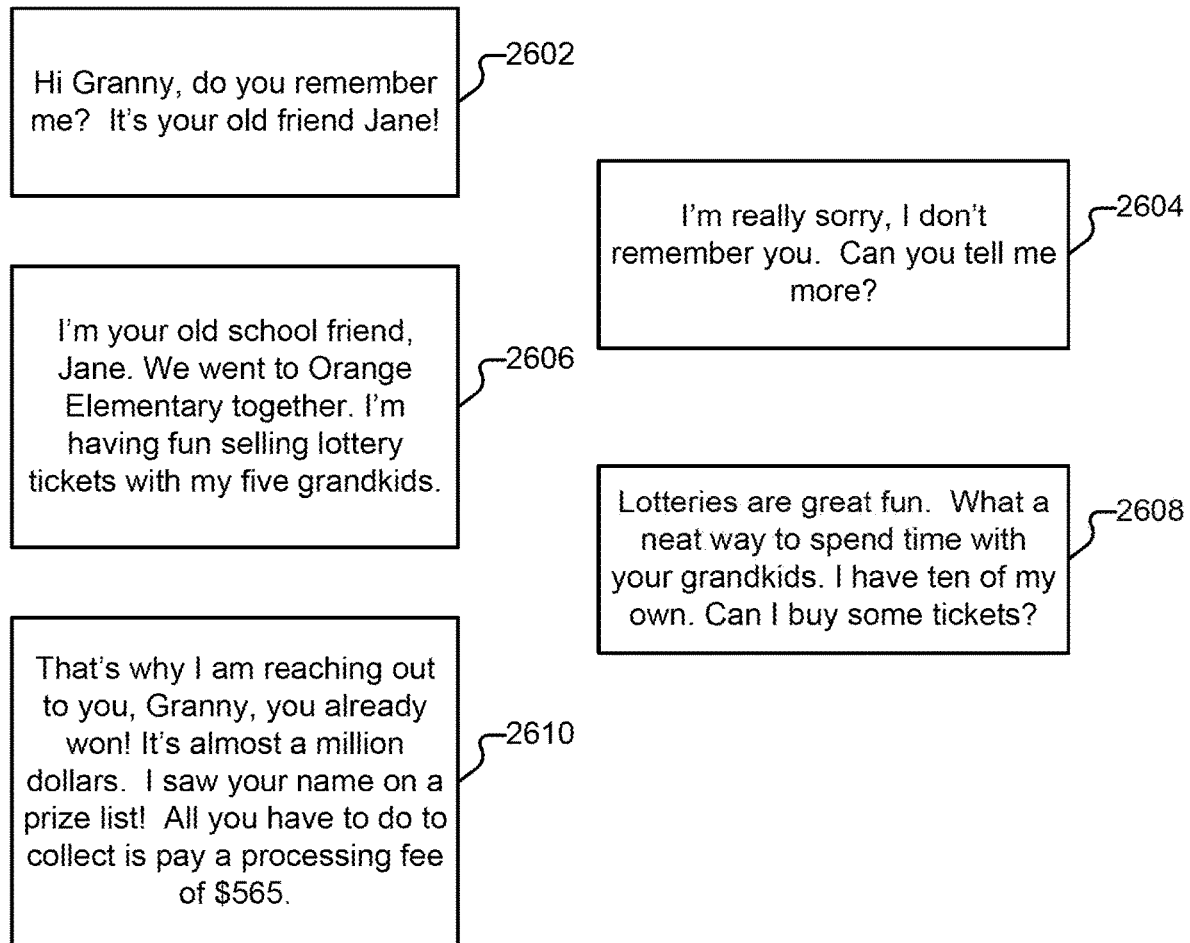 Hi Granny, do you remember
me?  It's your old friend Jane!
2602
I'm really sorry, I don't
remember you.  Can you tell me
more?
2604
I'm your old school friend,
Jane. We went to Orange
Elementary together. I'm
having fun selling lottery
tickets with my five grandkids.
2606
Lotteries are great fun.  What a
neat way to spend time with
your grandkids. I have ten of my
own. Can I buy some tickets?
2608
That's why I am reaching out
to you, Granny, you already
won! It's almost a million
dollars.  I saw your name on a
prize list!  All you have to do to
collect is pay a processing fee
of $565.
2610